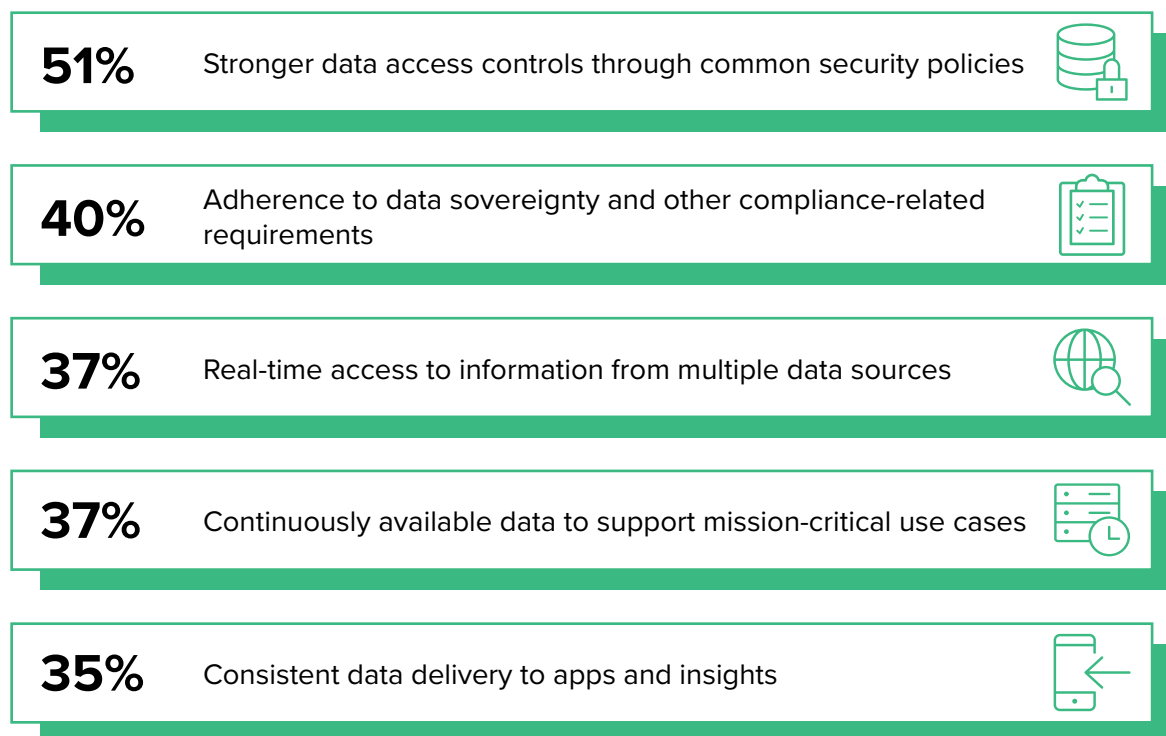 51%
Stronger data access controls through common security policies
40%
Adherence to data sovereignty and other compliance-related
requirements
37%
Real-time access to information from multiple data sources
37%
Continuously available data to support mission-critical use cases
35%
Consistent data delivery to apps and insights